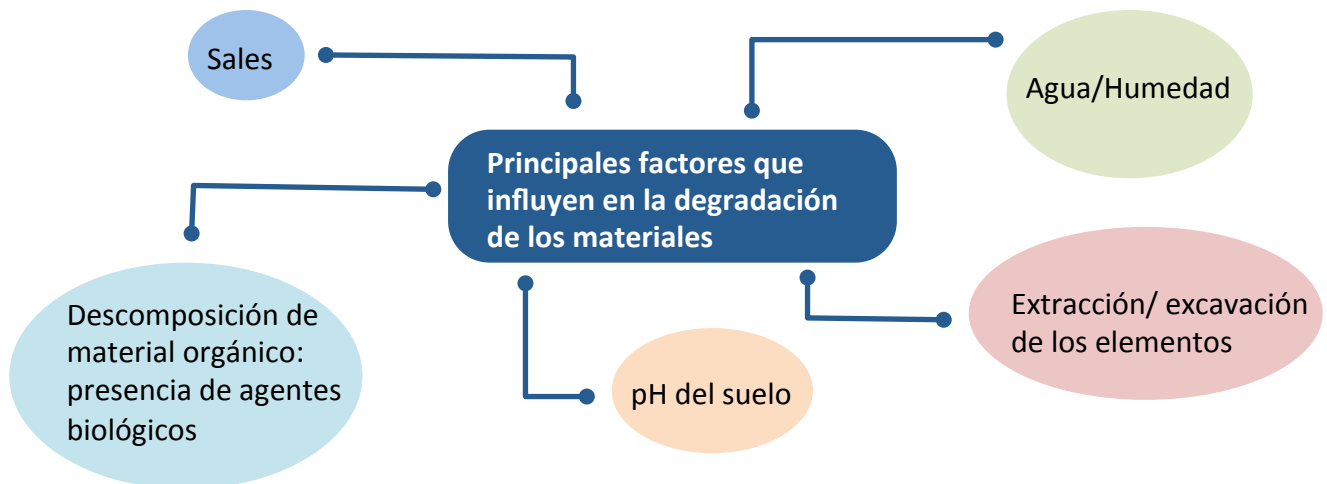 Sales
Agua/Humedad
Principales factores que
influyen en la degradación
de los materiales
Descomposición de
material orgánico:
presencia de agentes
biológicos
pH del suelo
Extracción/ excavación
de los elementos